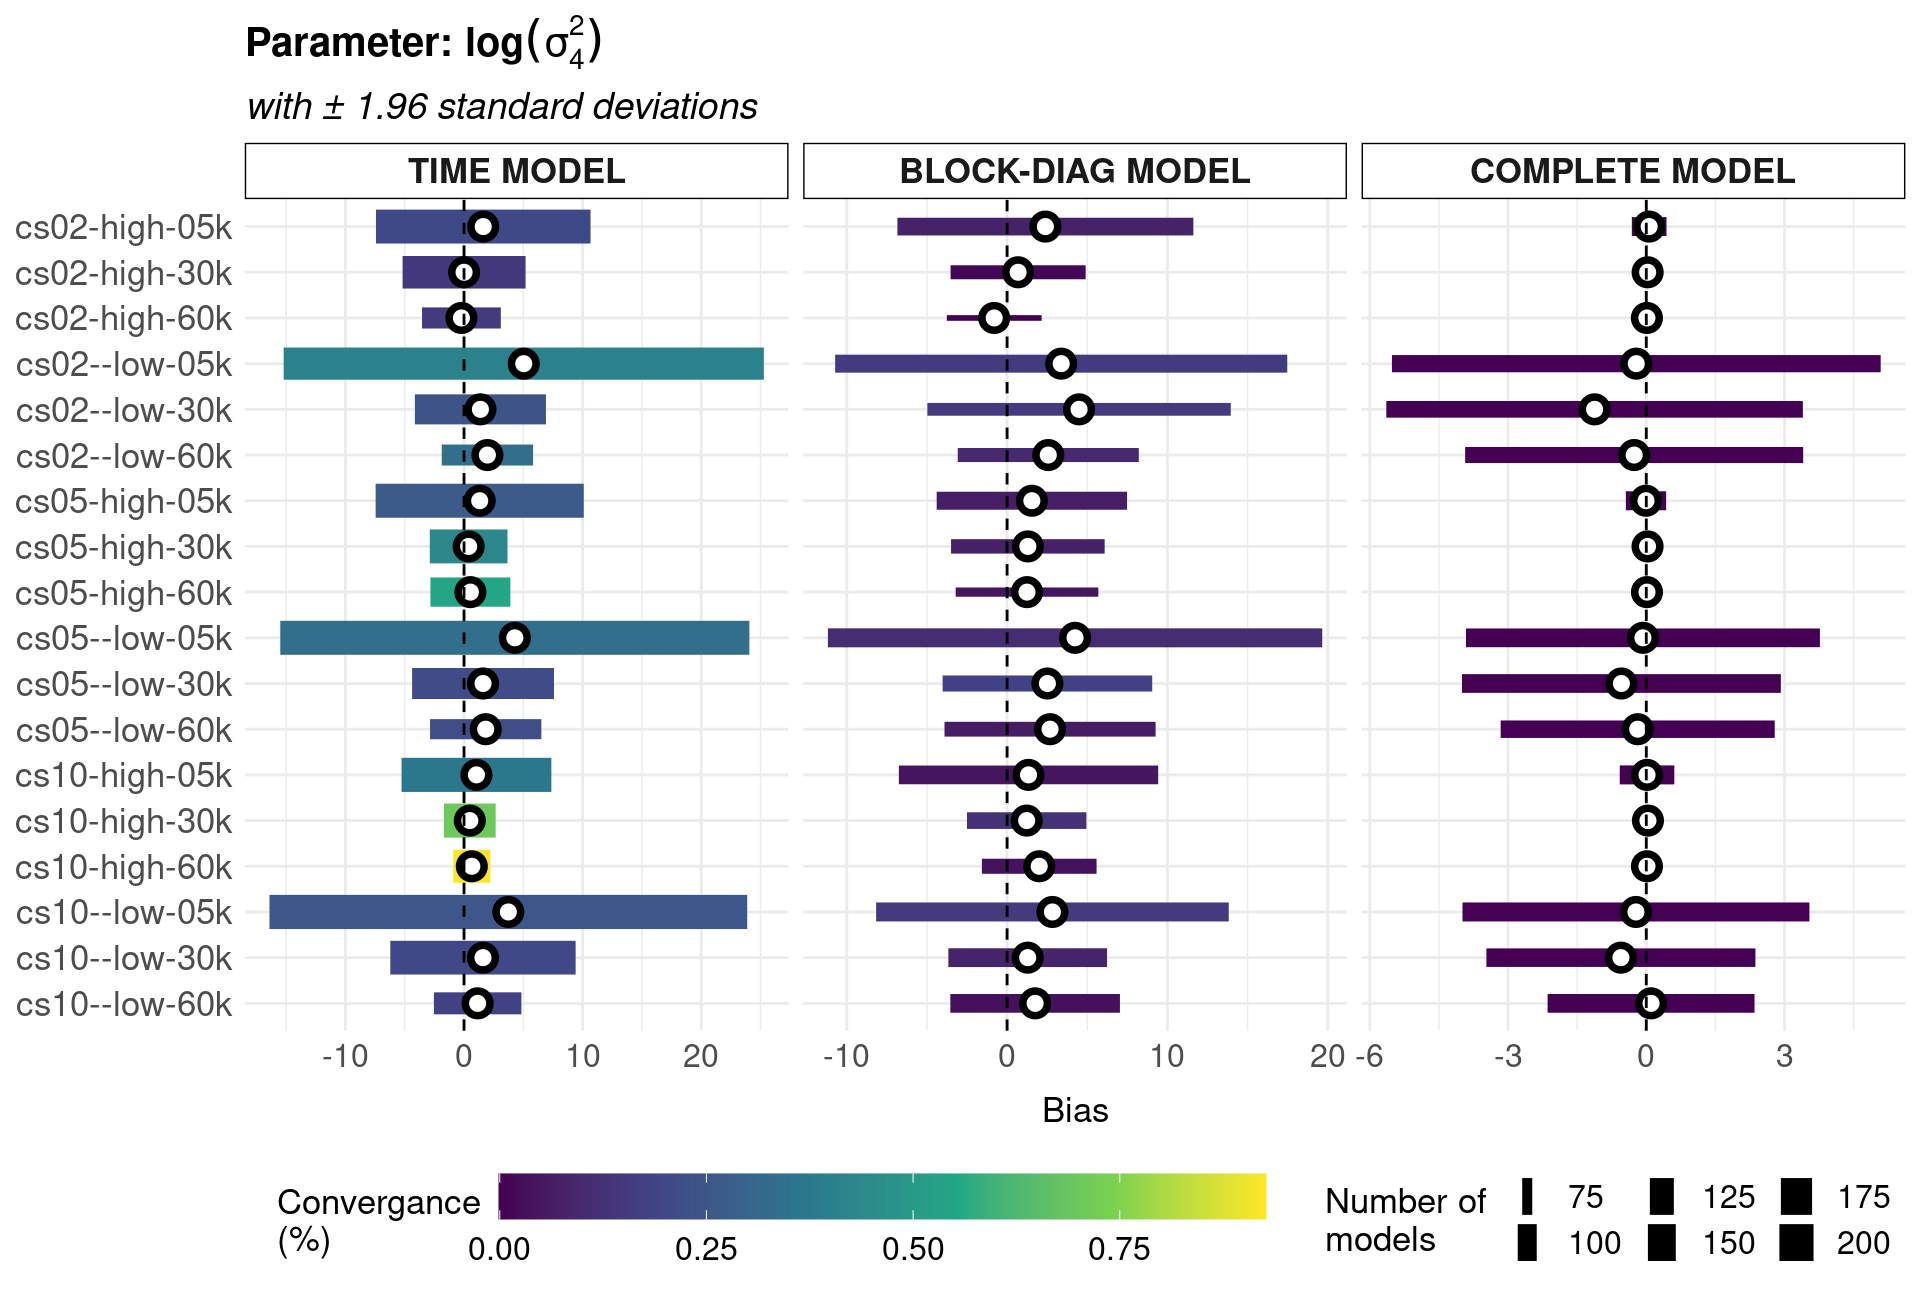 Parameter: log(σ₄²)
with ± 1.96 standard deviations
TIME MODEL BLOCK-DIAG MODEL COMPLETE MODEL
cs02-high-05k
cs02-high-30k
cs02-high-60k
cs02--low-05k
cs02--low-30k
cs02--low-60k
cs05-high-05k
cs05-high-30k
cs05-high-60k
cs05--low-05k
cs05--low-30k
cs05--low-60k
cs10-high-05k
cs10-high-30k
cs10-high-60k
cs10--low-05k
cs10--low-30k
cs10--low-60k
-10 0 10 20 -10 0 10 20 -6 -3 0 3
Bias
Convergance
(%)
0.00 0.25 0.50 0.75
Number of
models
75 125 175
100 150 200